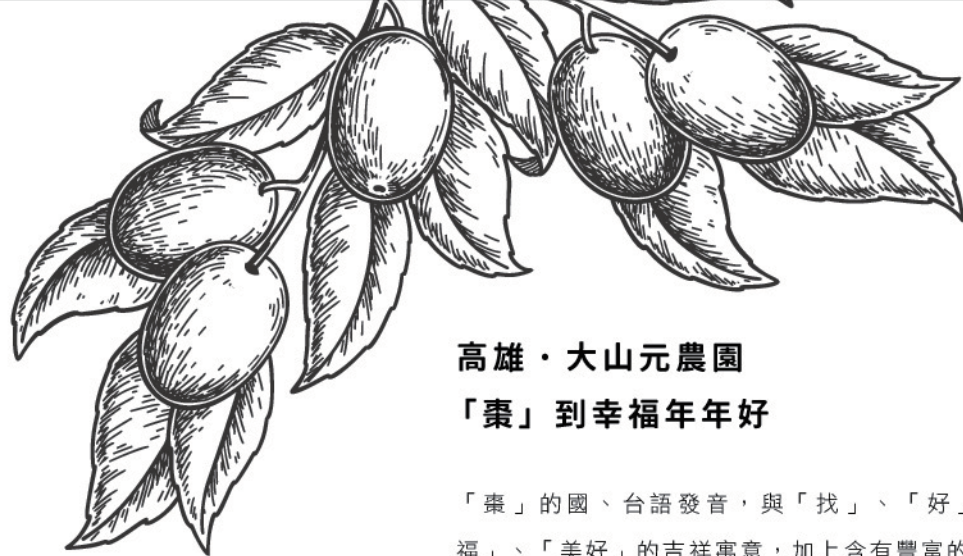 高雄・大山元農園
「棗」到幸福年年好
「棗」的國、台語發音，與「找」、「好」
福」、「美好」的吉祥寓意，加上含有豐富的